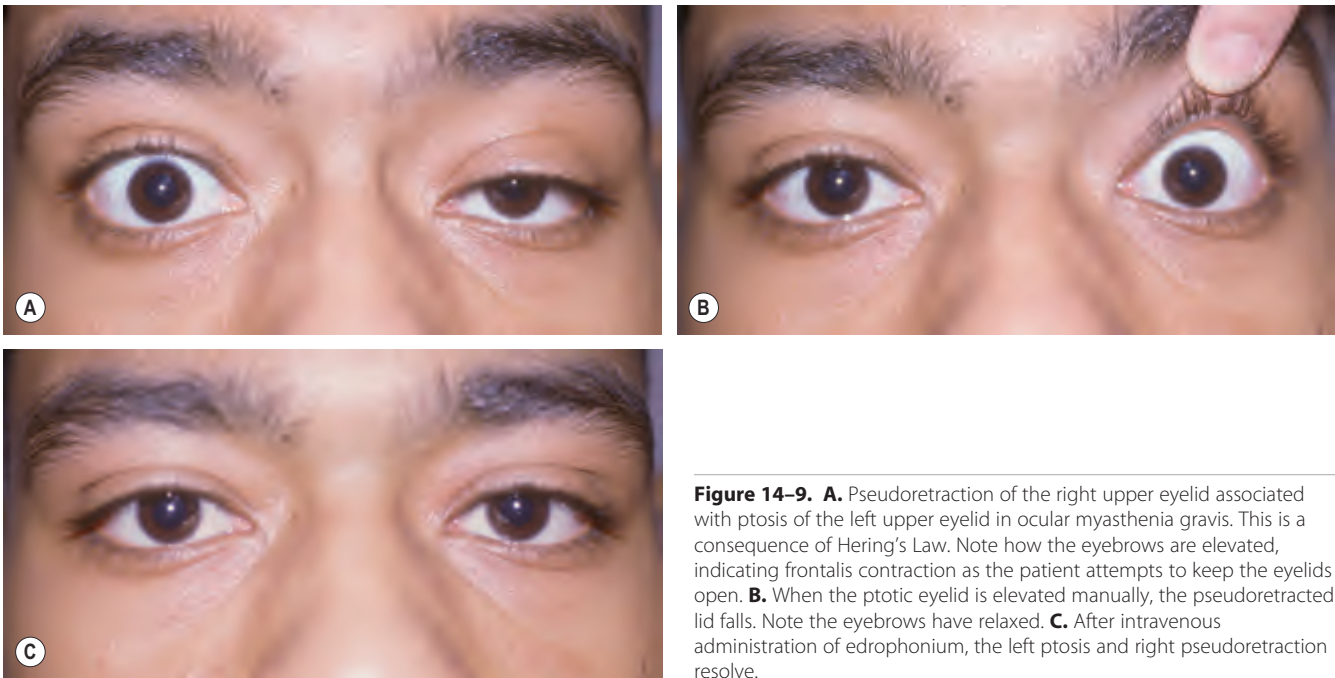 A
B
C
Figure 14–9. A. Pseudoretraction of the right upper eyelid associated
with ptosis of the left upper eyelid in ocular myasthenia gravis. This is a
consequence of Hering’s Law. Note how the eyebrows are elevated,
indicating frontalis contraction as the patient attempts to keep the eyelids
open. B. When the ptotic eyelid is elevated manually, the pseudoretracted
lid falls. Note the eyebrows have relaxed. C. After intravenous
administration of edrophonium, the left ptosis and right pseudoretraction
resolve.